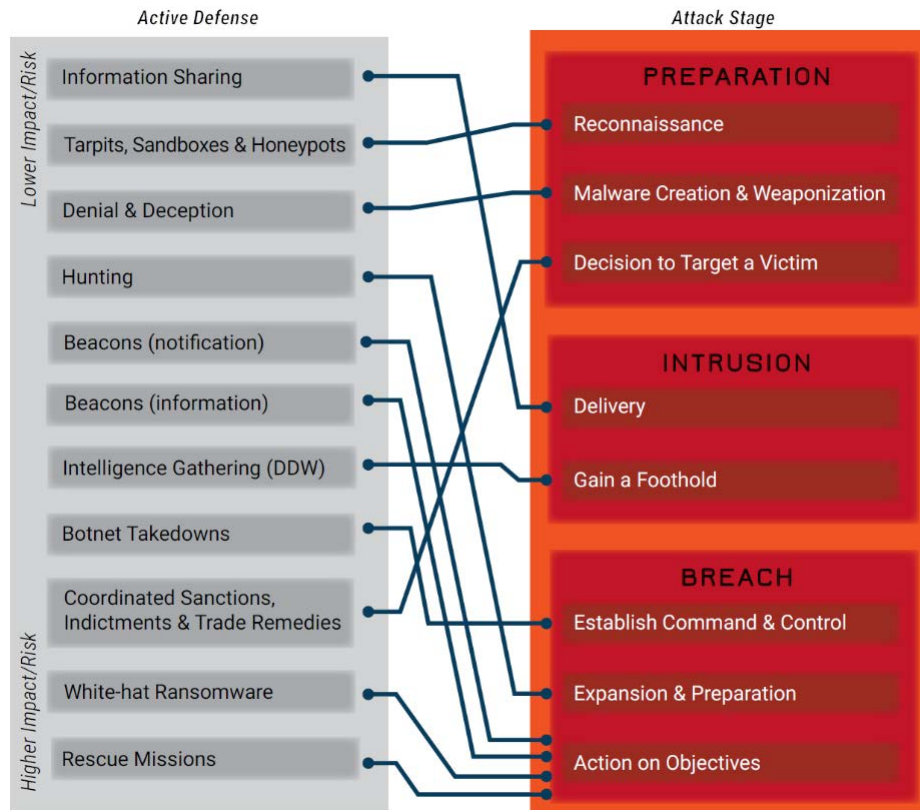 Active Defense
Lower Impact/Risk
Information Sharing
Tarpits, Sandboxes & Honeypots
Denial & Deception
Hunting
Beacons (notification)
Beacons (information)
Intelligence Gathering (DDW)
Botnet Takedowns
Coordinated Sanctions,
Indictments & Trade Remedies
White-hat Ransomware
Rescue Missions
Higher Impact/Risk
Attack Stage
PREPARATION
Reconnaissance
Malware Creation & Weaponization
Decision to Target a Victim
INTRUSION
Delivery
Gain a Foothold
BREACH
Establish Command & Control
Expansion & Preparation
Action on Objectives